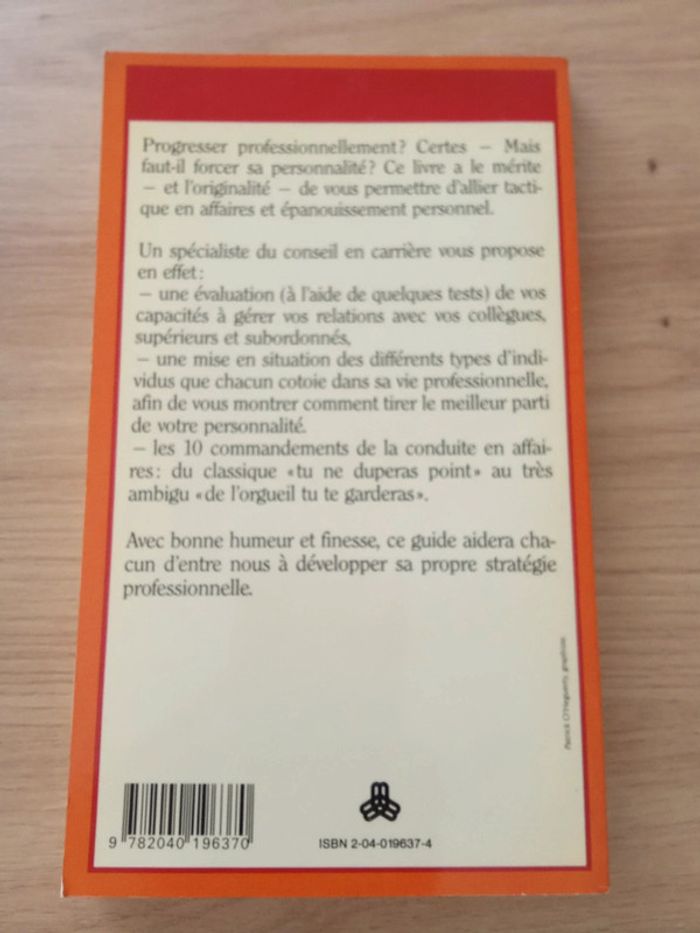 Progresser professionnellement? Certes – Mais
faut-il forcer sa personnalité? Ce livre a le mérite
– et l'originalité – de vous permettre d'allier tacti-
que en affaires et épanouissement personnel.
Un spécialiste du conseil en carrière vous propose
en effet:
– une évaluation (à l'aide de quelques tests) de vos
capacités à gérer vos relations avec vos collègues,
supérieurs et subordonnés,
– une mise en situation des différents types d'indi-
vidus que chacun cotoie dans sa vie professionnelle,
afin de vous montrer comment tirer le meilleur parti
de votre personnalité.
– les 10 commandements de la conduite en affai-
res: du classique «tu ne duperas point» au très
ambigu «de l'orgueil tu te garderas».
Avec bonne humeur et finesse, ce guide aidera cha-
cun d'entre nous à développer sa propre stratégie
professionnelle.
Patrick O'Heguerty, graphiste
9 782040 196370
ISBN 2-04-019637-4